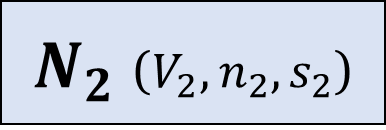 N₂ (V₂, n₂, s₂)